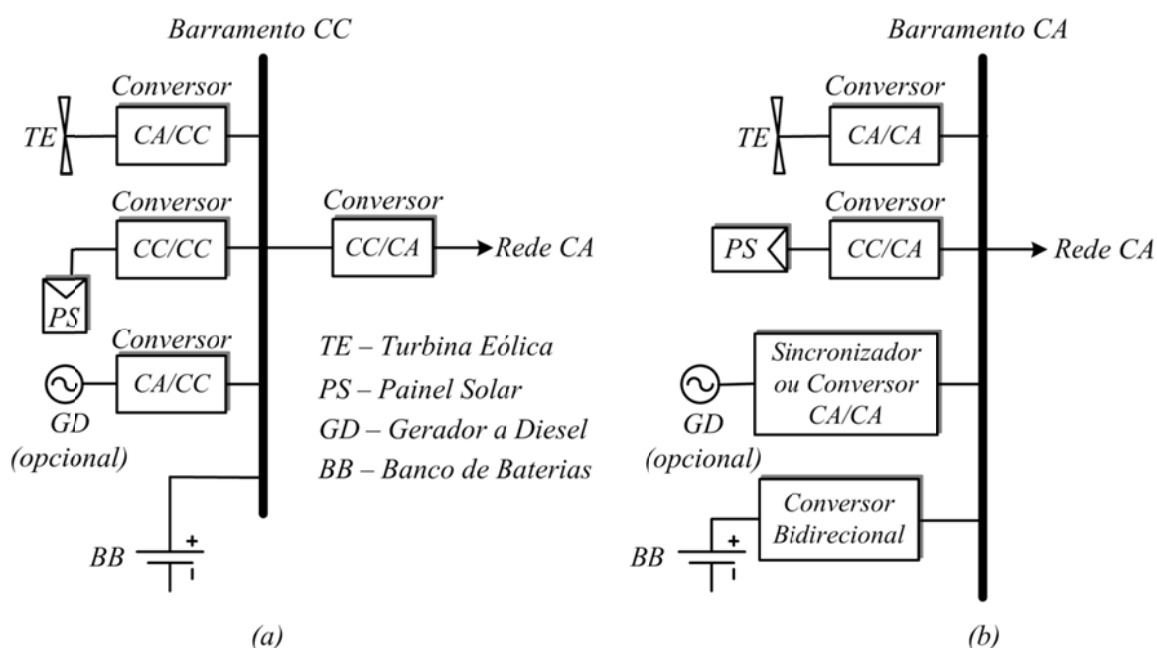 Barramento CC
Conversor
TE
CA/CC
Conversor
CC/CC
PS
Conversor
CC/CA
Rede CA
Conversor
CA/CC
GD
(opcional)
TE – Turbina Eólica
PS – Painel Solar
GD – Gerador a Diesel
BB – Banco de Baterias
BB
+
(a)
Barramento CA
Conversor
TE
CA/CA
Conversor
PS
CC/CA
Rede CA
Sincronizador
ou Conversor
CA/CA
GD
(opcional)
Conversor
Bidirecional
BB
+
(b)